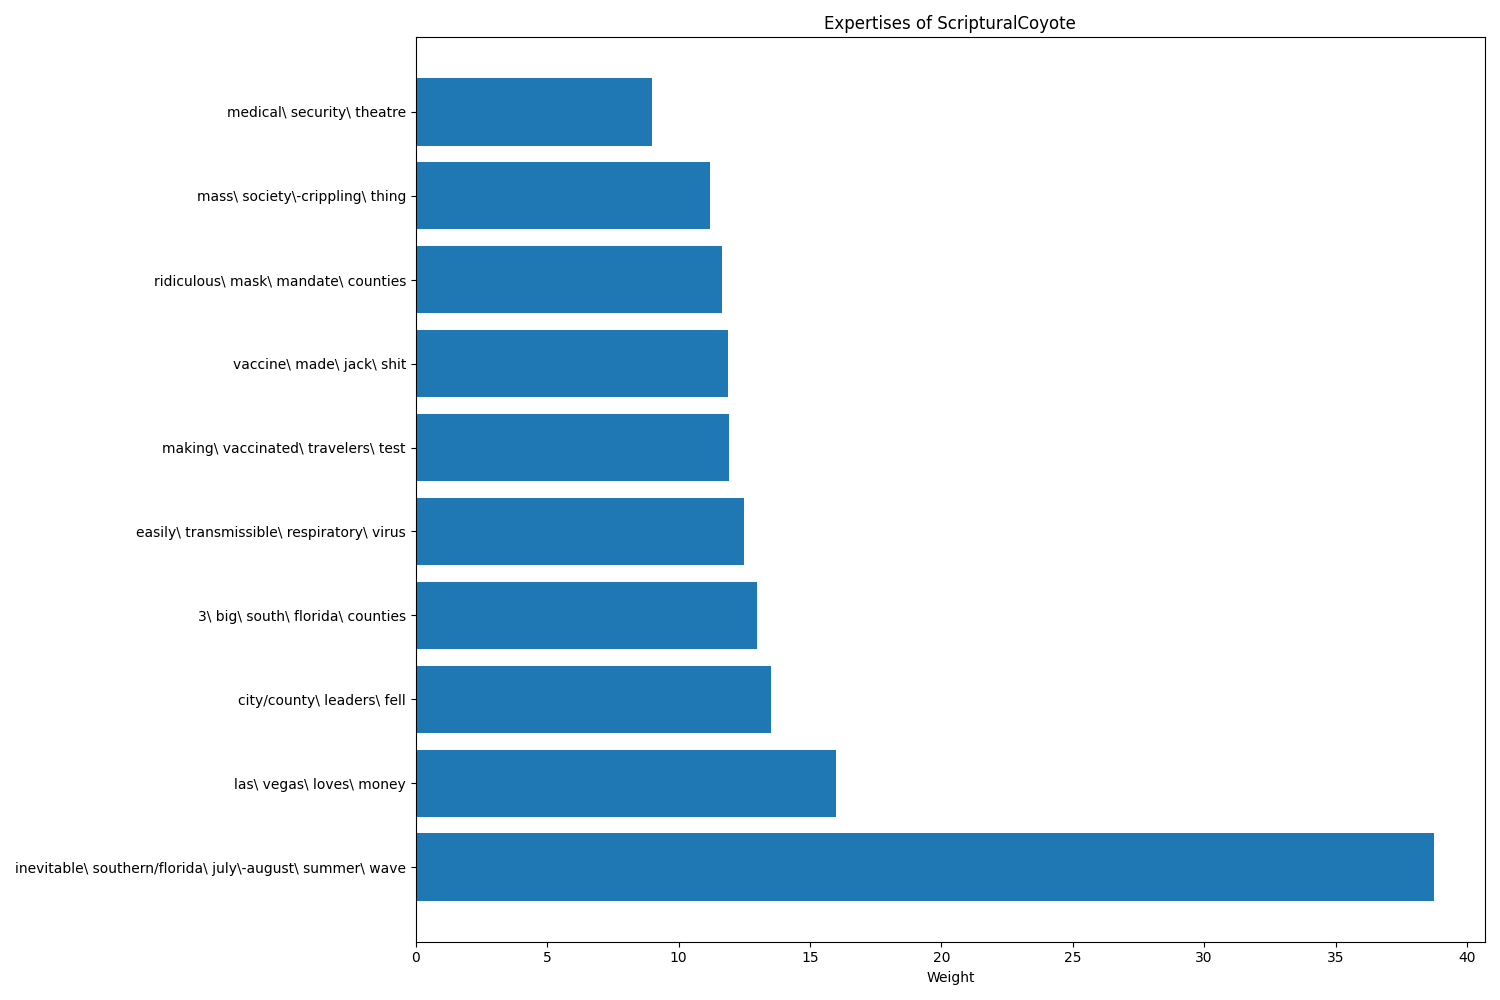 Expertises of ScripturalCoyote
medical\ security\ theatre
mass\ society\-crippling\ thing
ridiculous\ mask\ mandate\ counties
vaccine\ made\ jack\ shit
making\ vaccinated\ travelers\ test
easily\ transmissible\ respiratory\ virus
3\ big\ south\ florida\ counties
city/county\ leaders\ fell
las\ vegas\ loves\ money
inevitable\ southern/florida\ july\-august\ summer\ wave
0 5 10 15 20 25 30 35 40
Weight